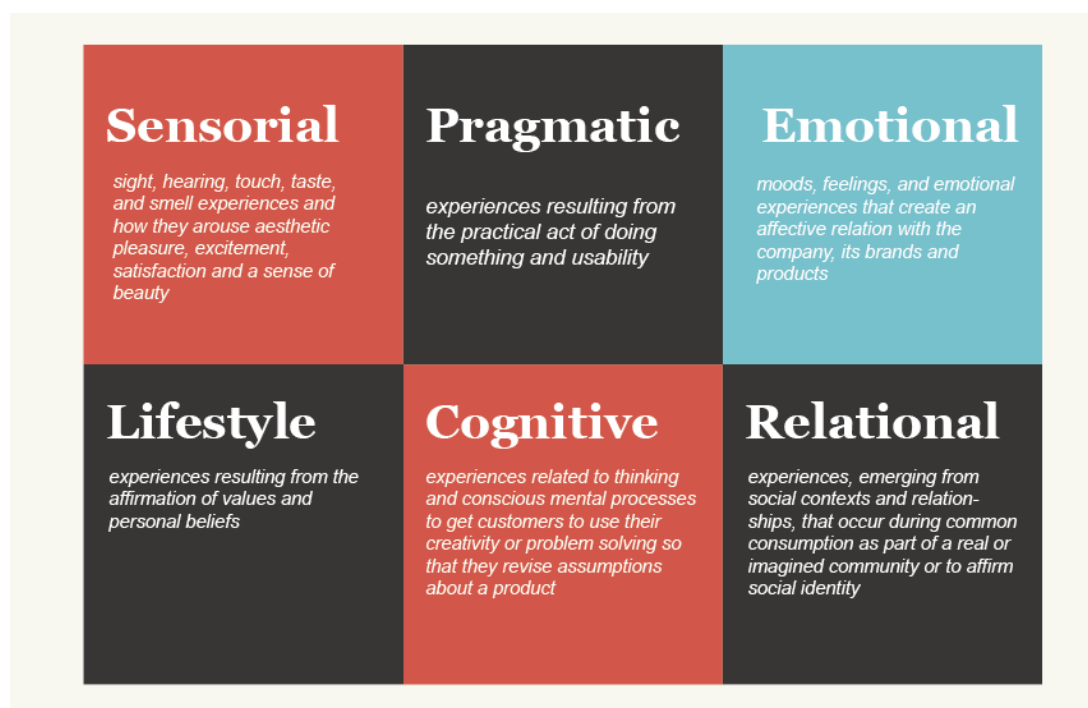 Sensorial
sight, hearing, touch, taste,
and smell experiences and
how they arouse aesthetic
pleasure, excitement,
satisfaction and a sense of
beauty
Pragmatic
experiences resulting from
the practical act of doing
something and usability
Emotional
moods, feelings, and emotional
experiences that create an
affective relation with the
company, its brands and
products
Lifestyle
experiences resulting from the
affirmation of values and
personal beliefs
Cognitive
experiences related to thinking
and conscious mental processes
to get customers to use their
creativity or problem solving so
that they revise assumptions
about a product
Relational
experiences, emerging from
social contexts and relation-
ships, that occur during common
consumption as part of a real or
imagined community or to affirm
social identity